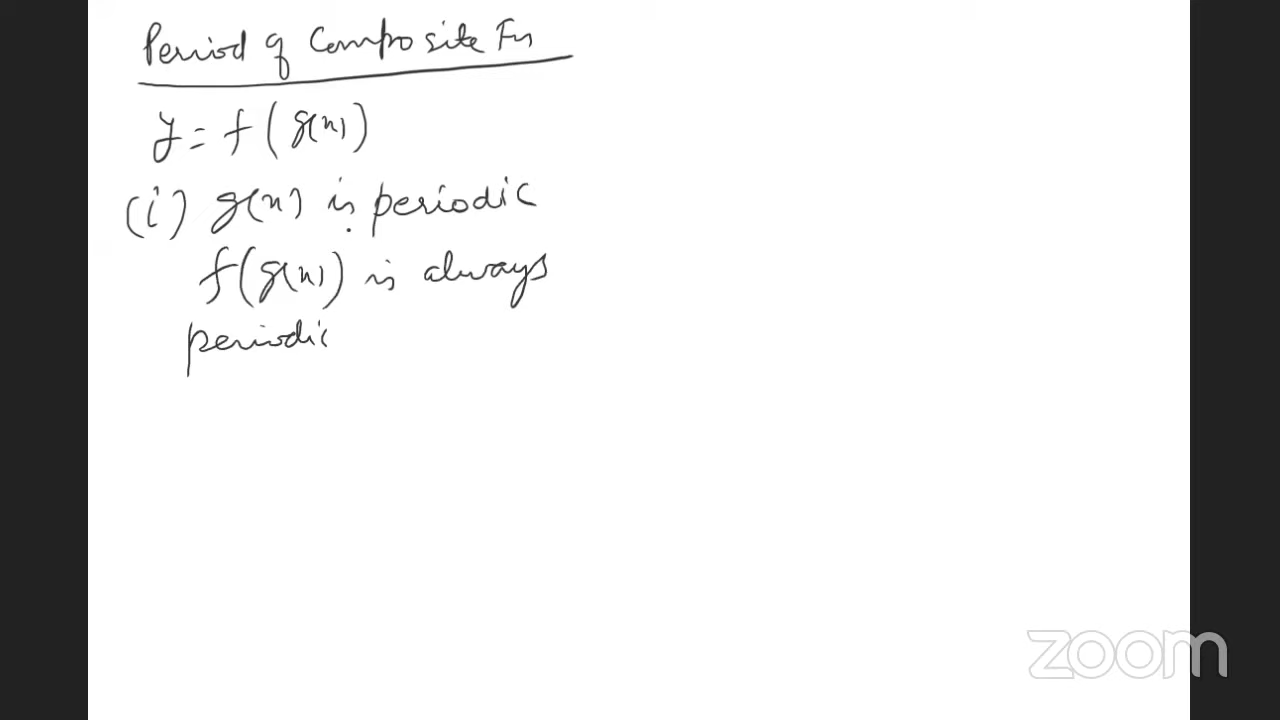 Period of Composite Fn
y = f(g(x))
(i) g(x) is periodic
f(g(x)) is always
periodic
zoom